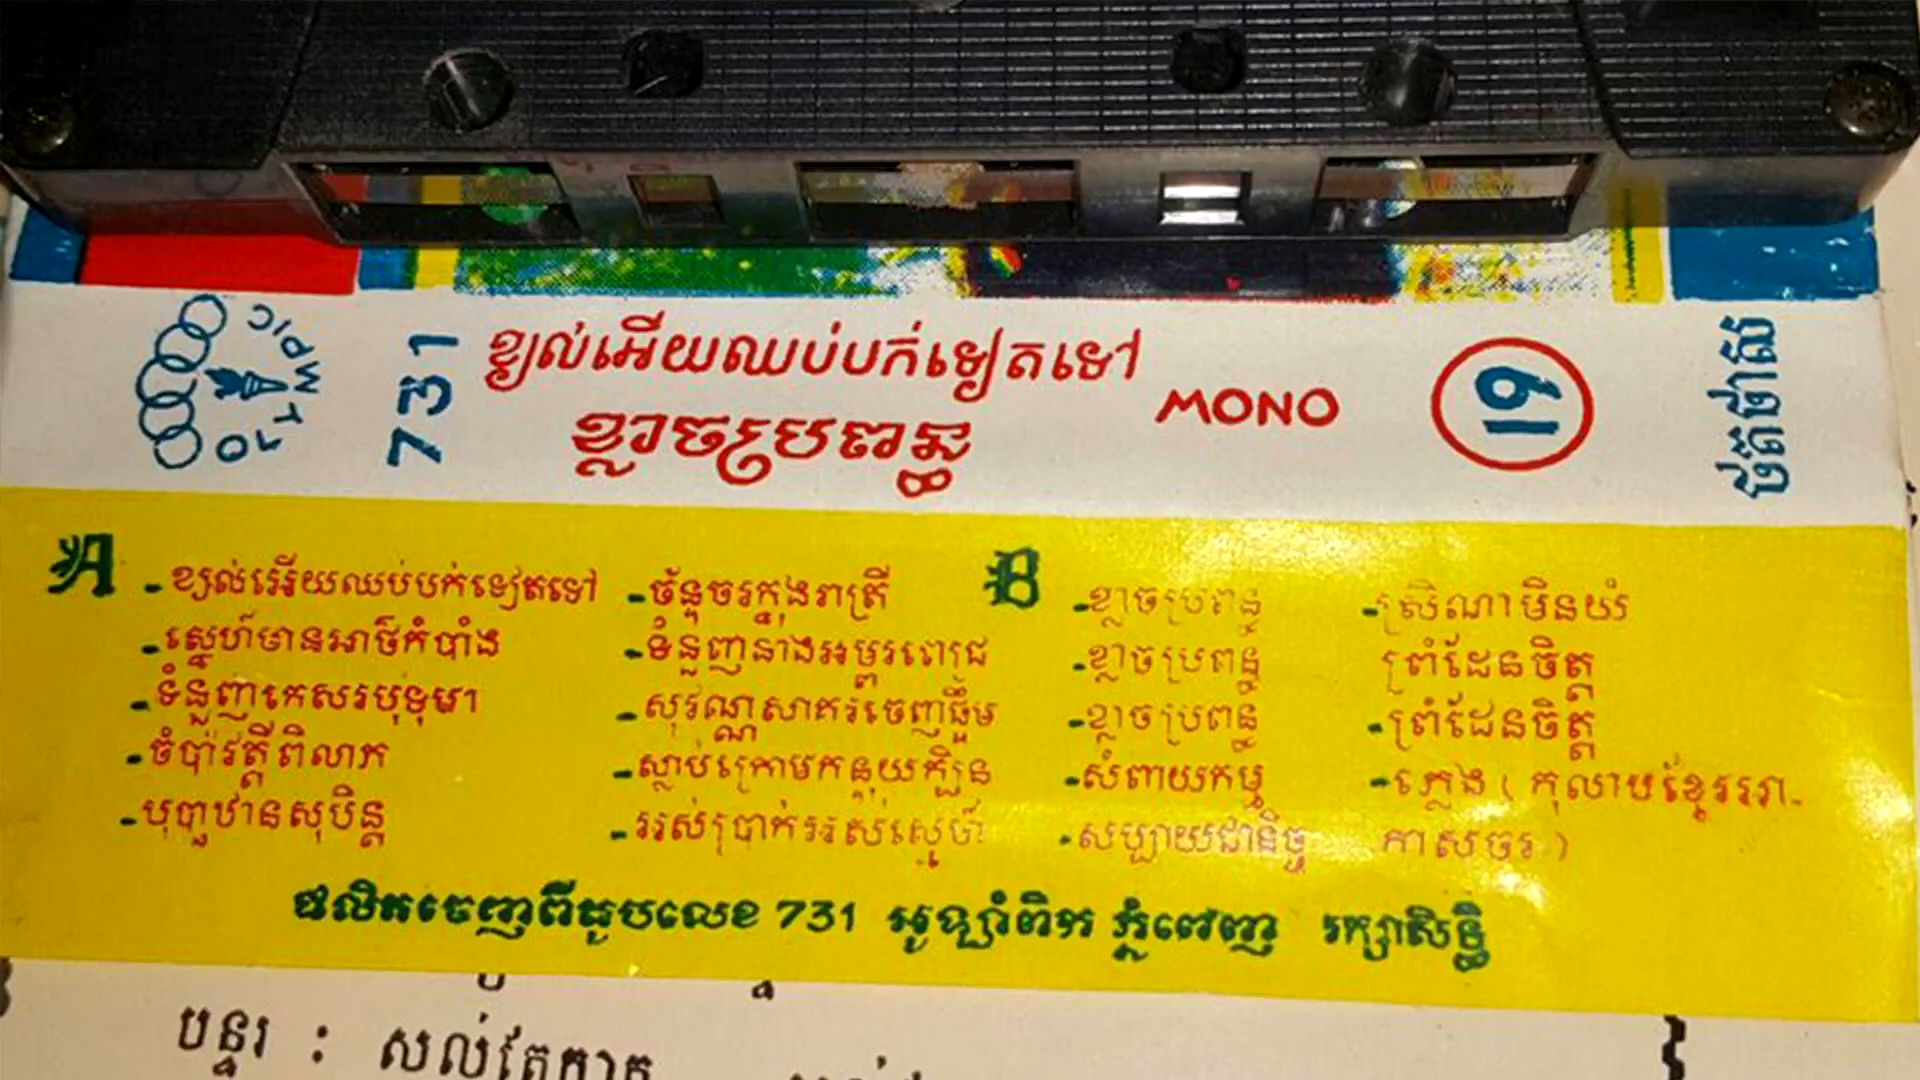 OLYMPIC
731
ខ្យល់អើយឈប់បក់ទៀតទៅ
ខ្លាចប្រពន្ធ
MONO
19
ថតថាស
A
-ខ្យល់អើយឈប់បក់ទៀតទៅ
-ស្នេហ៍មានអាថ៌កំបាំង
-ទំនួញកេសរបុទុមា
-ចំប៉ាវត្តីពិលាភ
-បុប្ផាឋានសុបិន្ត
-ច័ន្ទចរក្នុងរាត្រី
-ទំនួញនាងអម្ពរពេជ្រ
-សុវណ្ណសាគរចេញធ្វើម
-ស្លាប់ក្រោមកន្ទុយក្បិន
-អស់ប្រាក់អស់ស្នេហ៍
B
-ខ្លាចប្រពន្ធ
-ខ្លាចប្រពន្ធ
-ខ្លាចប្រពន្ធ
-សំពាយកម្ម
-សប្បាយជានិច្ច
-ស្រីណាមិនយំ
ព្រំដែនចិត្ត
-ព្រំដែនចិត្ត
-ភ្លេង ( កុលាបខ្មែរអា-
កាសចរ )
ផលិតចេញពីតូបលេខ 731 អូឡាំពិក ភ្នំពេញ រក្សាសិទ្ធិ
បន្ទរ : សល់តែកាត